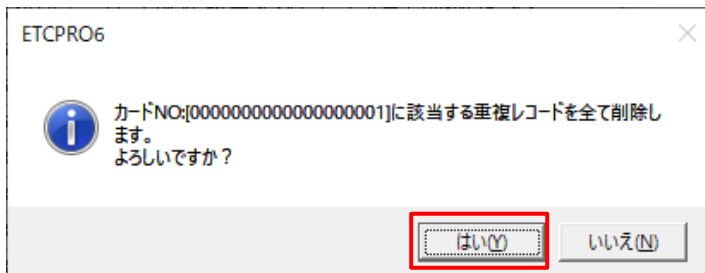 ETCPRO6
カードNO:[0000000000000000001]に該当する重複レコードを全て削除し
ます。
よろしいですか？
はい(Y)
いいえ(N)